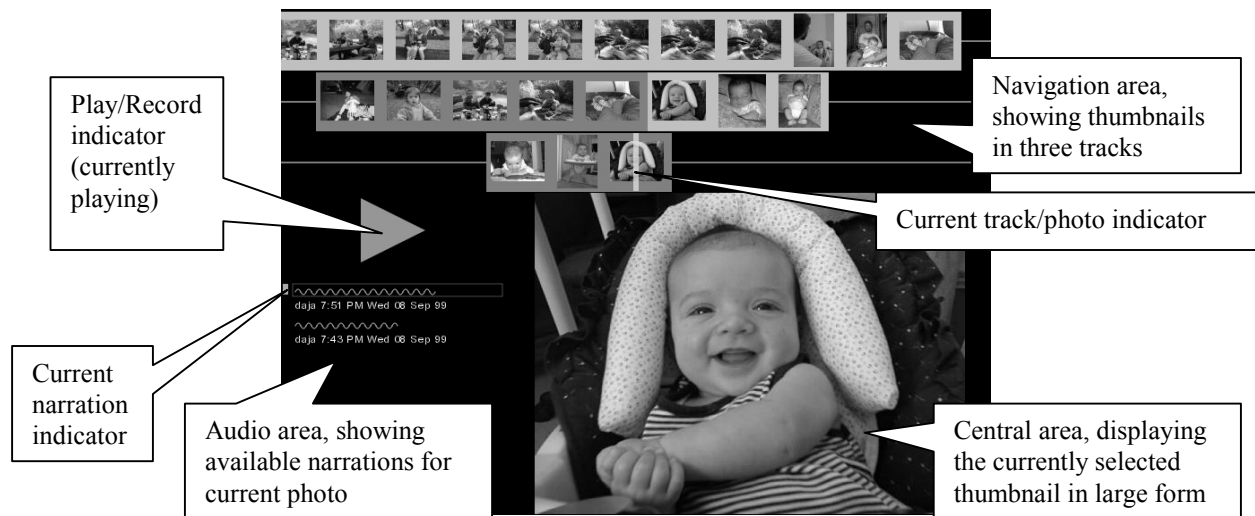 Play/Record
indicator
(currently
playing)
Navigation area,
showing thumbnails
in three tracks
Current track/photo indicator
daja 7:51 PM Wed 08 Sep 99
daja 7:43 PM Wed 08 Sep 99
Current
narration
indicator
Audio area, showing
available narrations for
current photo
Central area, displaying
the currently selected
thumbnail in large form